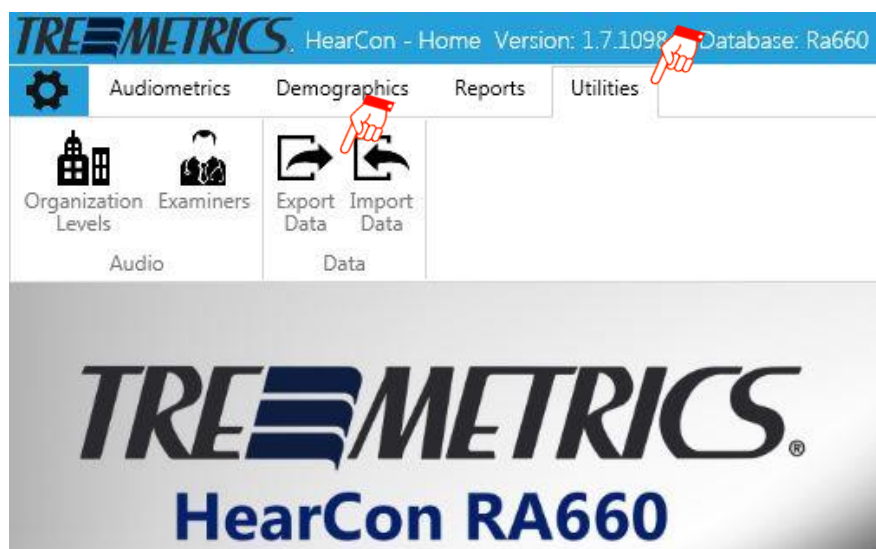 TREMETRICS. HearCon - Home Version: 1.7.1098 Database: Ra660
Audiometrics Demographics Reports Utilities
Organization Levels Examiners Export Data Import Data
Audio Data
TREMETRICS®
HearCon RA660